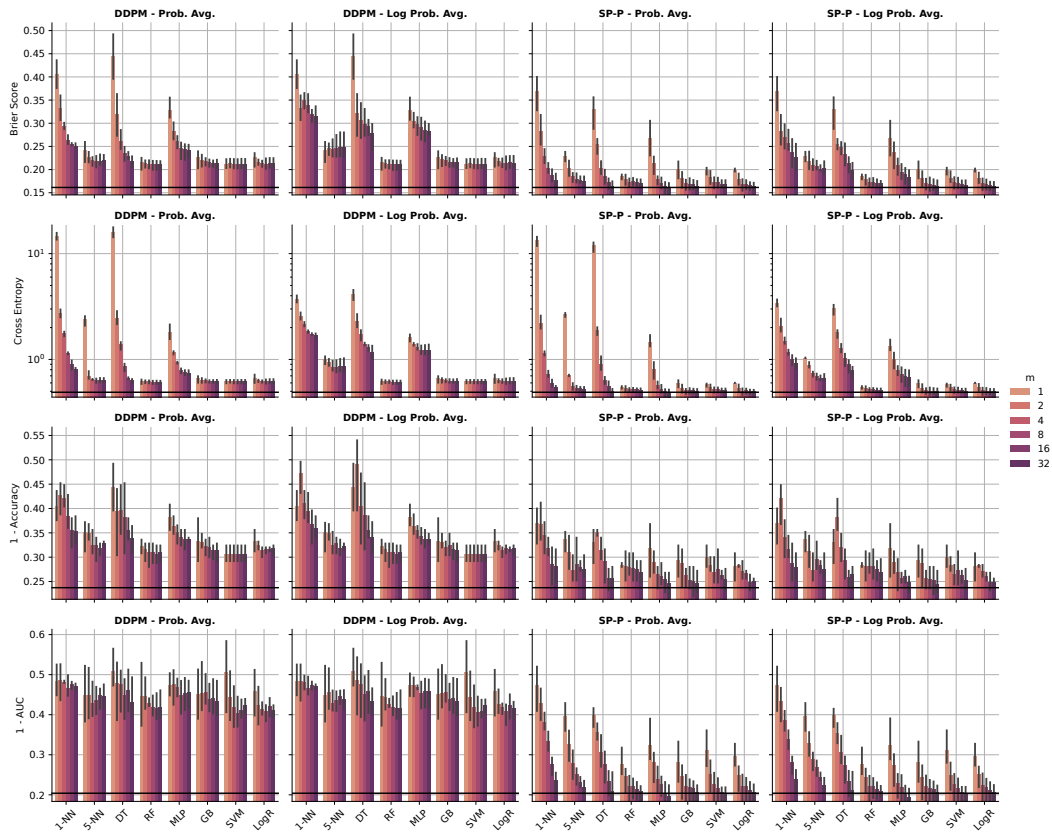 DDPM - Prob. Avg.
DDPM - Log Prob. Avg.
SP-P - Prob. Avg.
SP-P - Log Prob. Avg.
Brier Score
0.50
0.45
0.40
0.35
0.30
0.25
0.20
0.15
DDPM - Prob. Avg.
DDPM - Log Prob. Avg.
SP-P - Prob. Avg.
SP-P - Log Prob. Avg.
Cross Entropy
10¹
10⁰
m
1
2
4
8
16
32
DDPM - Prob. Avg.
DDPM - Log Prob. Avg.
SP-P - Prob. Avg.
SP-P - Log Prob. Avg.
1 - Accuracy
0.55
0.50
0.45
0.40
0.35
0.30
0.25
DDPM - Prob. Avg.
DDPM - Log Prob. Avg.
SP-P - Prob. Avg.
SP-P - Log Prob. Avg.
1 - AUC
0.6
0.5
0.4
0.3
0.2
1-NN 5-NN DT RF MLP GB SVM LogR
1-NN 5-NN DT RF MLP GB SVM LogR
1-NN 5-NN DT RF MLP GB SVM LogR
1-NN 5-NN DT RF MLP GB SVM LogR